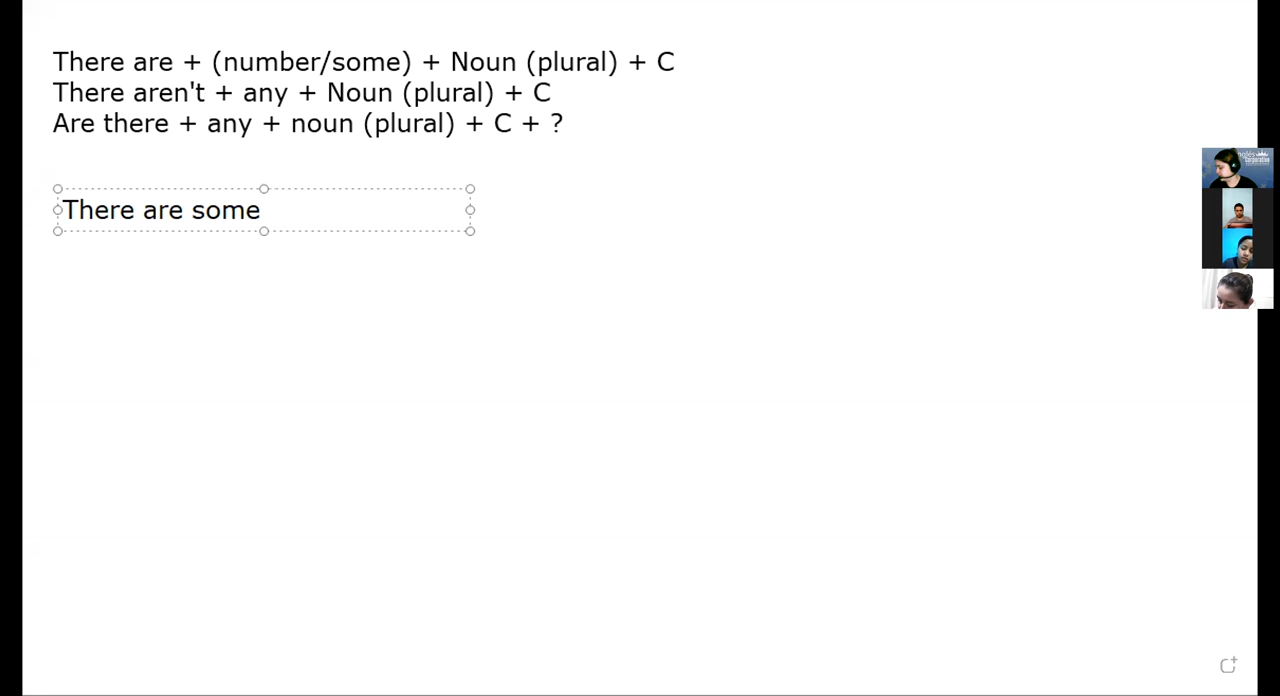 There are + (number/some) + Noun (plural) + C
There aren't + any + Noun (plural) + C
Are there + any + noun (plural) + C + ?
There are some